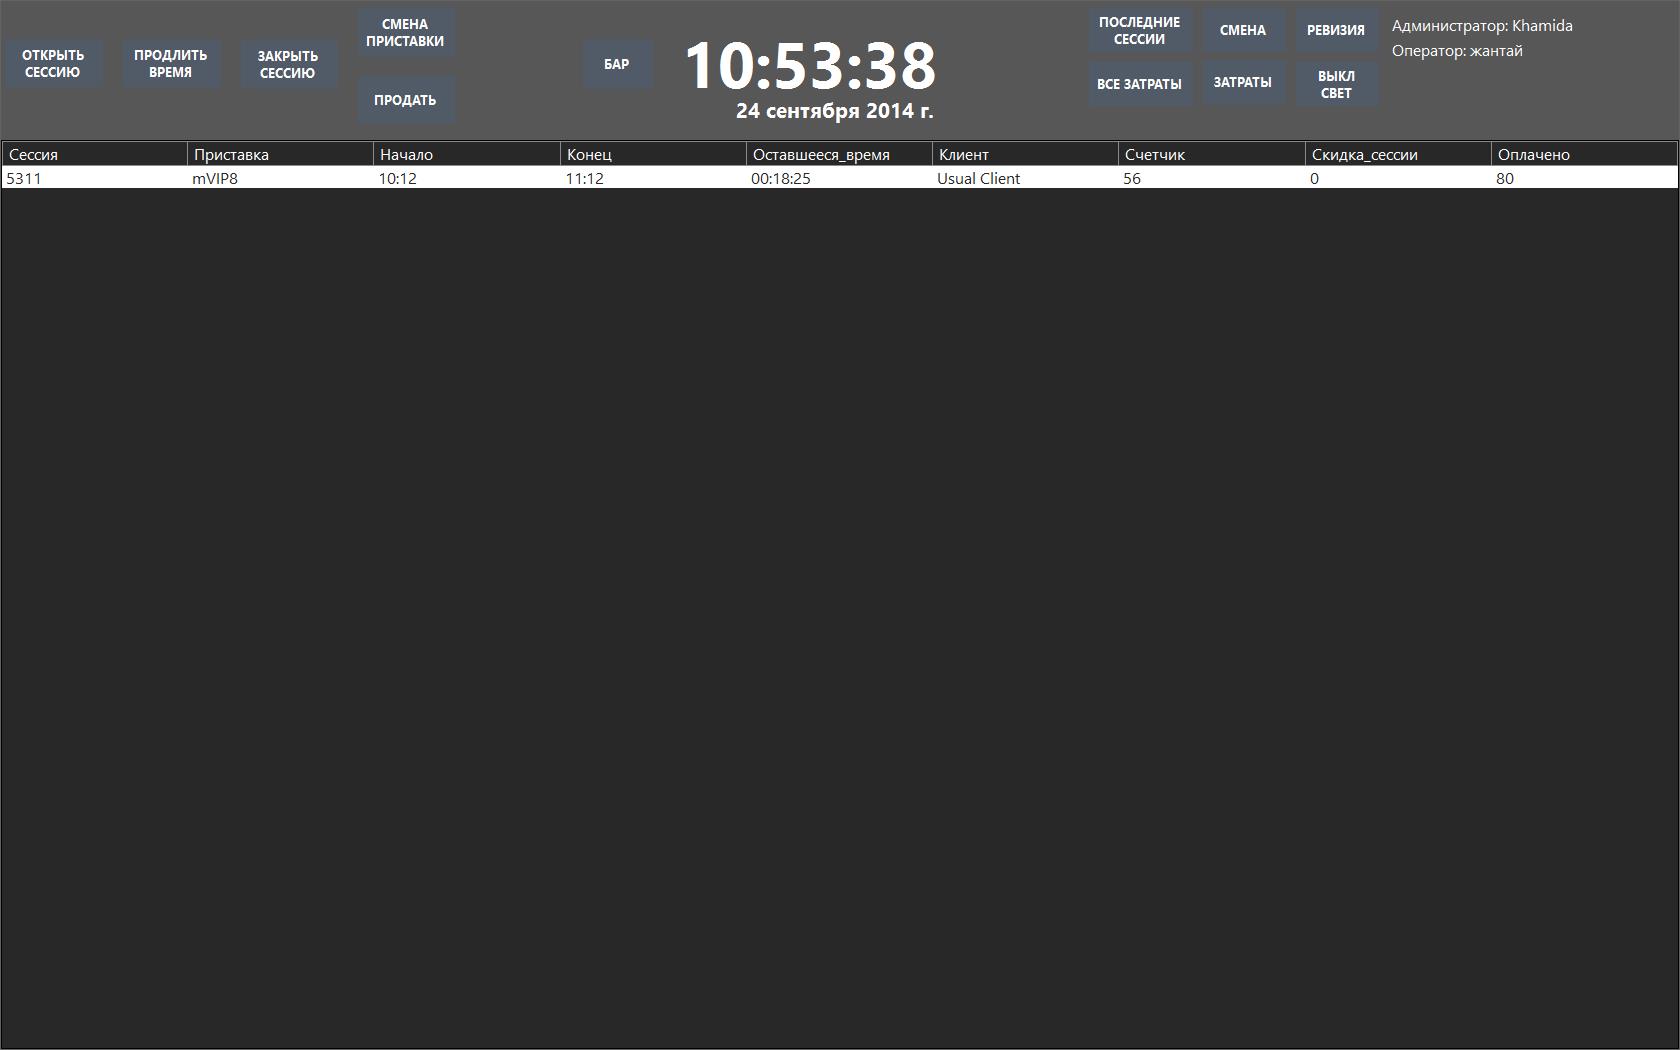 ОТКРЫТЬ
СЕССИЮ
ПРОДЛИТЬ
ВРЕМЯ
ЗАКРЫТЬ
СЕССИЮ
СМЕНА
ПРИСТАВКИ
ПРОДАТЬ
БАР
10:53:38
24 сентября 2014 г.
ПОСЛЕДНИЕ
СЕССИИ
СМЕНА
РЕВИЗИЯ
ВСЕ ЗАТРАТЫ
ЗАТРАТЫ
ВЫКЛ
СВЕТ
Администратор: Khamida
Оператор: жантай
Сессия Приставка Начало Конец Оставшееся_время Клиент Счетчик Скидка_сессии Оплачено
5311 mVIP8 10:12 11:12 00:18:25 Usual Client 56 0 80